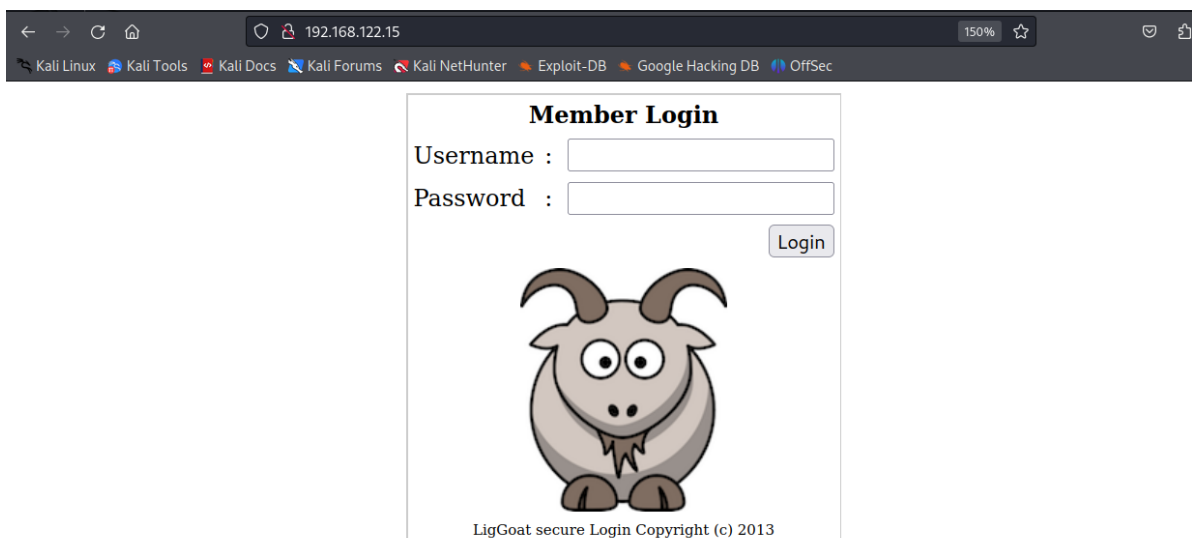 192.168.122.15
150%
Kali Linux Kali Tools Kali Docs Kali Forums Kali NetHunter Exploit-DB Google Hacking DB OffSec
Member Login
Username :
Password :
Login
LigGoat secure Login Copyright (c) 2013